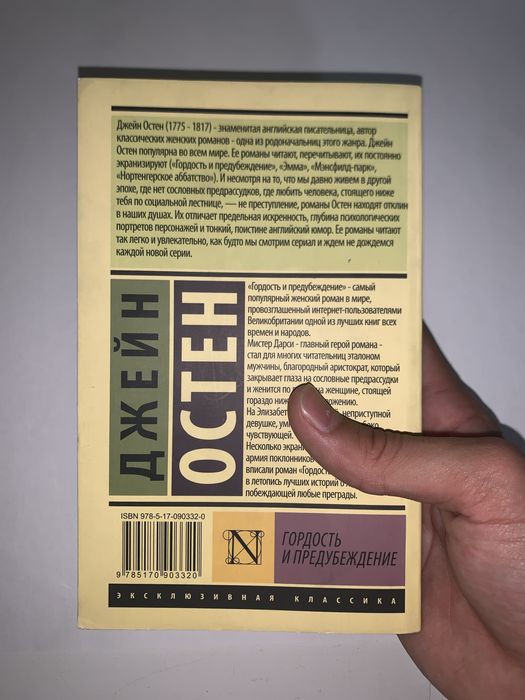 Джейн Остен (1775 - 1817) - знаменитая английская писательница, автор
классических женских романов - одна из родоначальниц этого жанра. Джейн
Остен популярна во всем мире. Ее романы читают, перечитывают, их постоянно
экранизируют («Гордость и предубеждение», «Эмма», «Мэнсфилд-парк»,
«Нортенгерское аббатство»). И несмотря на то, что мы давно живем в другой
эпохе, где нет сословных предрассудков, где любить человека, стоящего ниже
тебя по социальной лестнице, — не преступление, романы Остен находят отклик
в наших душах. Их отличает предельная искренность, глубина психологических
портретов персонажей и тонкий, поистине английский юмор. Ее романы читают
так легко и увлекательно, как будто мы смотрим сериал и ждем не дождемся
каждой новой серии.
ДЖЕЙН
ОСТЕН
«Гордость и предубеждение» - самый
популярный женский роман в мире,
провозглашенный интернет-пользователями
Великобритании одной из лучших книг всех
времен и народов.
Мистер Дарси - главный герой романа -
стал для многих читательниц эталоном
мужчины, благородный аристократ, который
закрывает глаза на сословные предрассудки
и женится по на женщине, стоящей
гораздо
На неприступной
девушке,
чувствующей.
Несколько
армия поклонников
вписали роман
в летопись лучших историй о
побеждающей любые преграды.
ISBN 978-5-17-090332-0
9 785170 903320
N
ГОРДОСТЬ
И ПРЕДУБЕЖДЕНИЕ
ЭКСКЛЮЗИВНАЯ КЛАССИКА